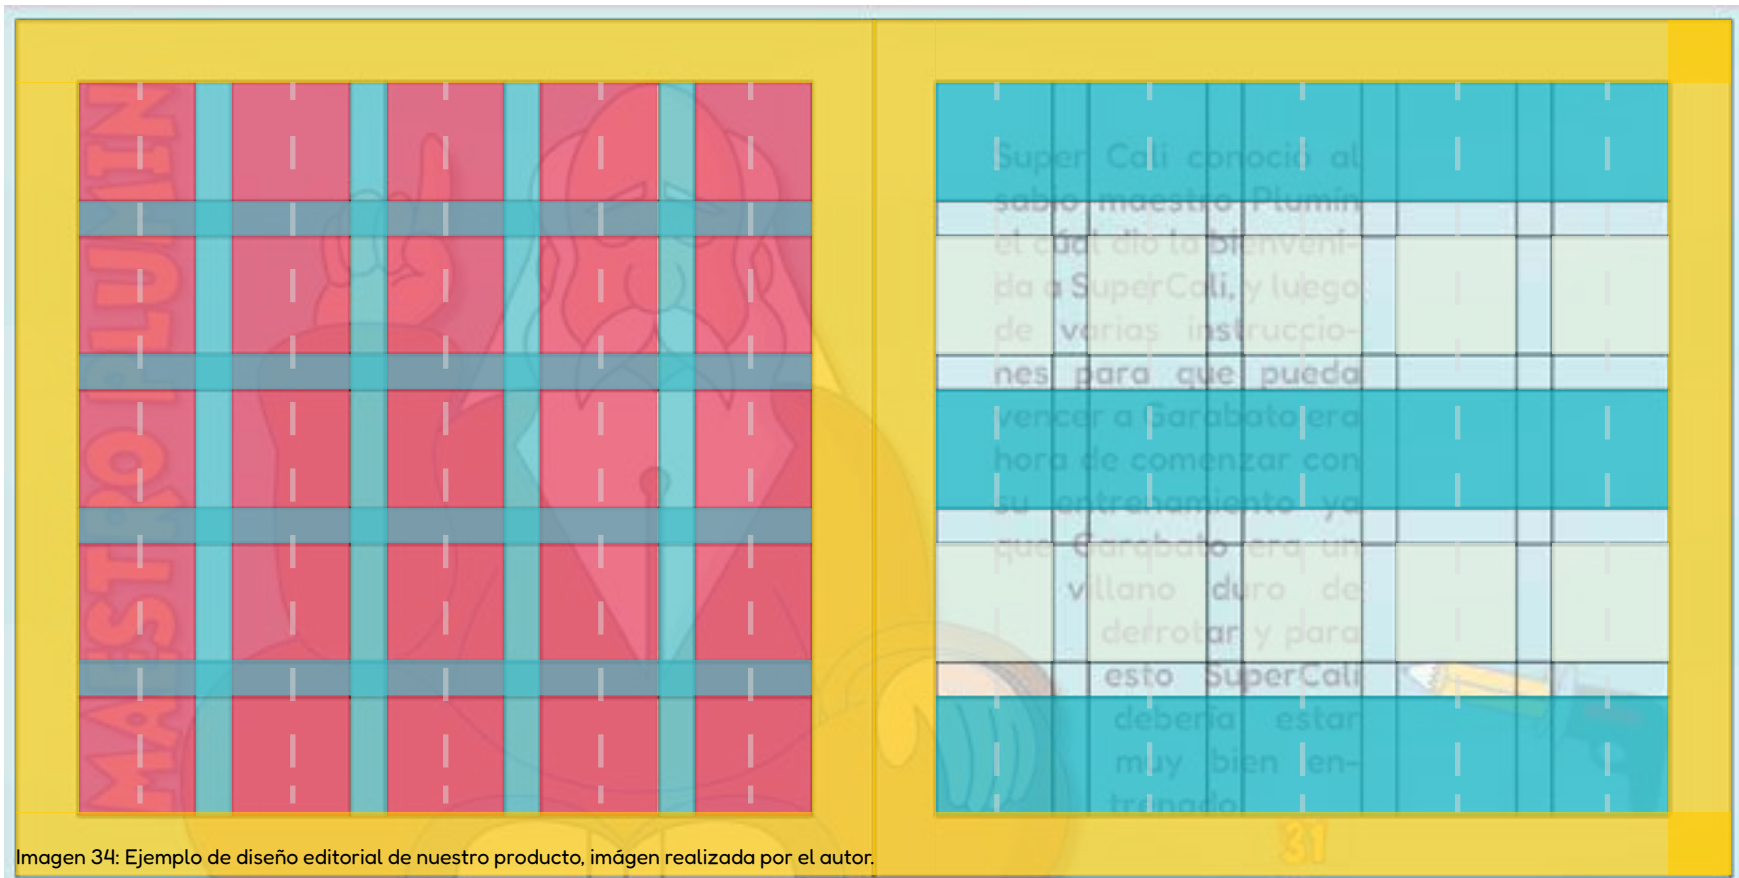 MAESTRO PLUMIN
Super Cali conoció al
sabio maestro Plumín
el cúal dio la bienveni-
da a SuperCali, y luego
de varias instruccio-
nes para que pueda
vencer a Garabato era
hora de comenzar con
su entrenamiento ya
que Garabato era un
villano duro de
derrotar y para
esto SuperCali
debería estar
muy bien en-
trenado.
31
Imagen 34: Ejemplo de diseño editorial de nuestro producto, imágen realizada por el autor.